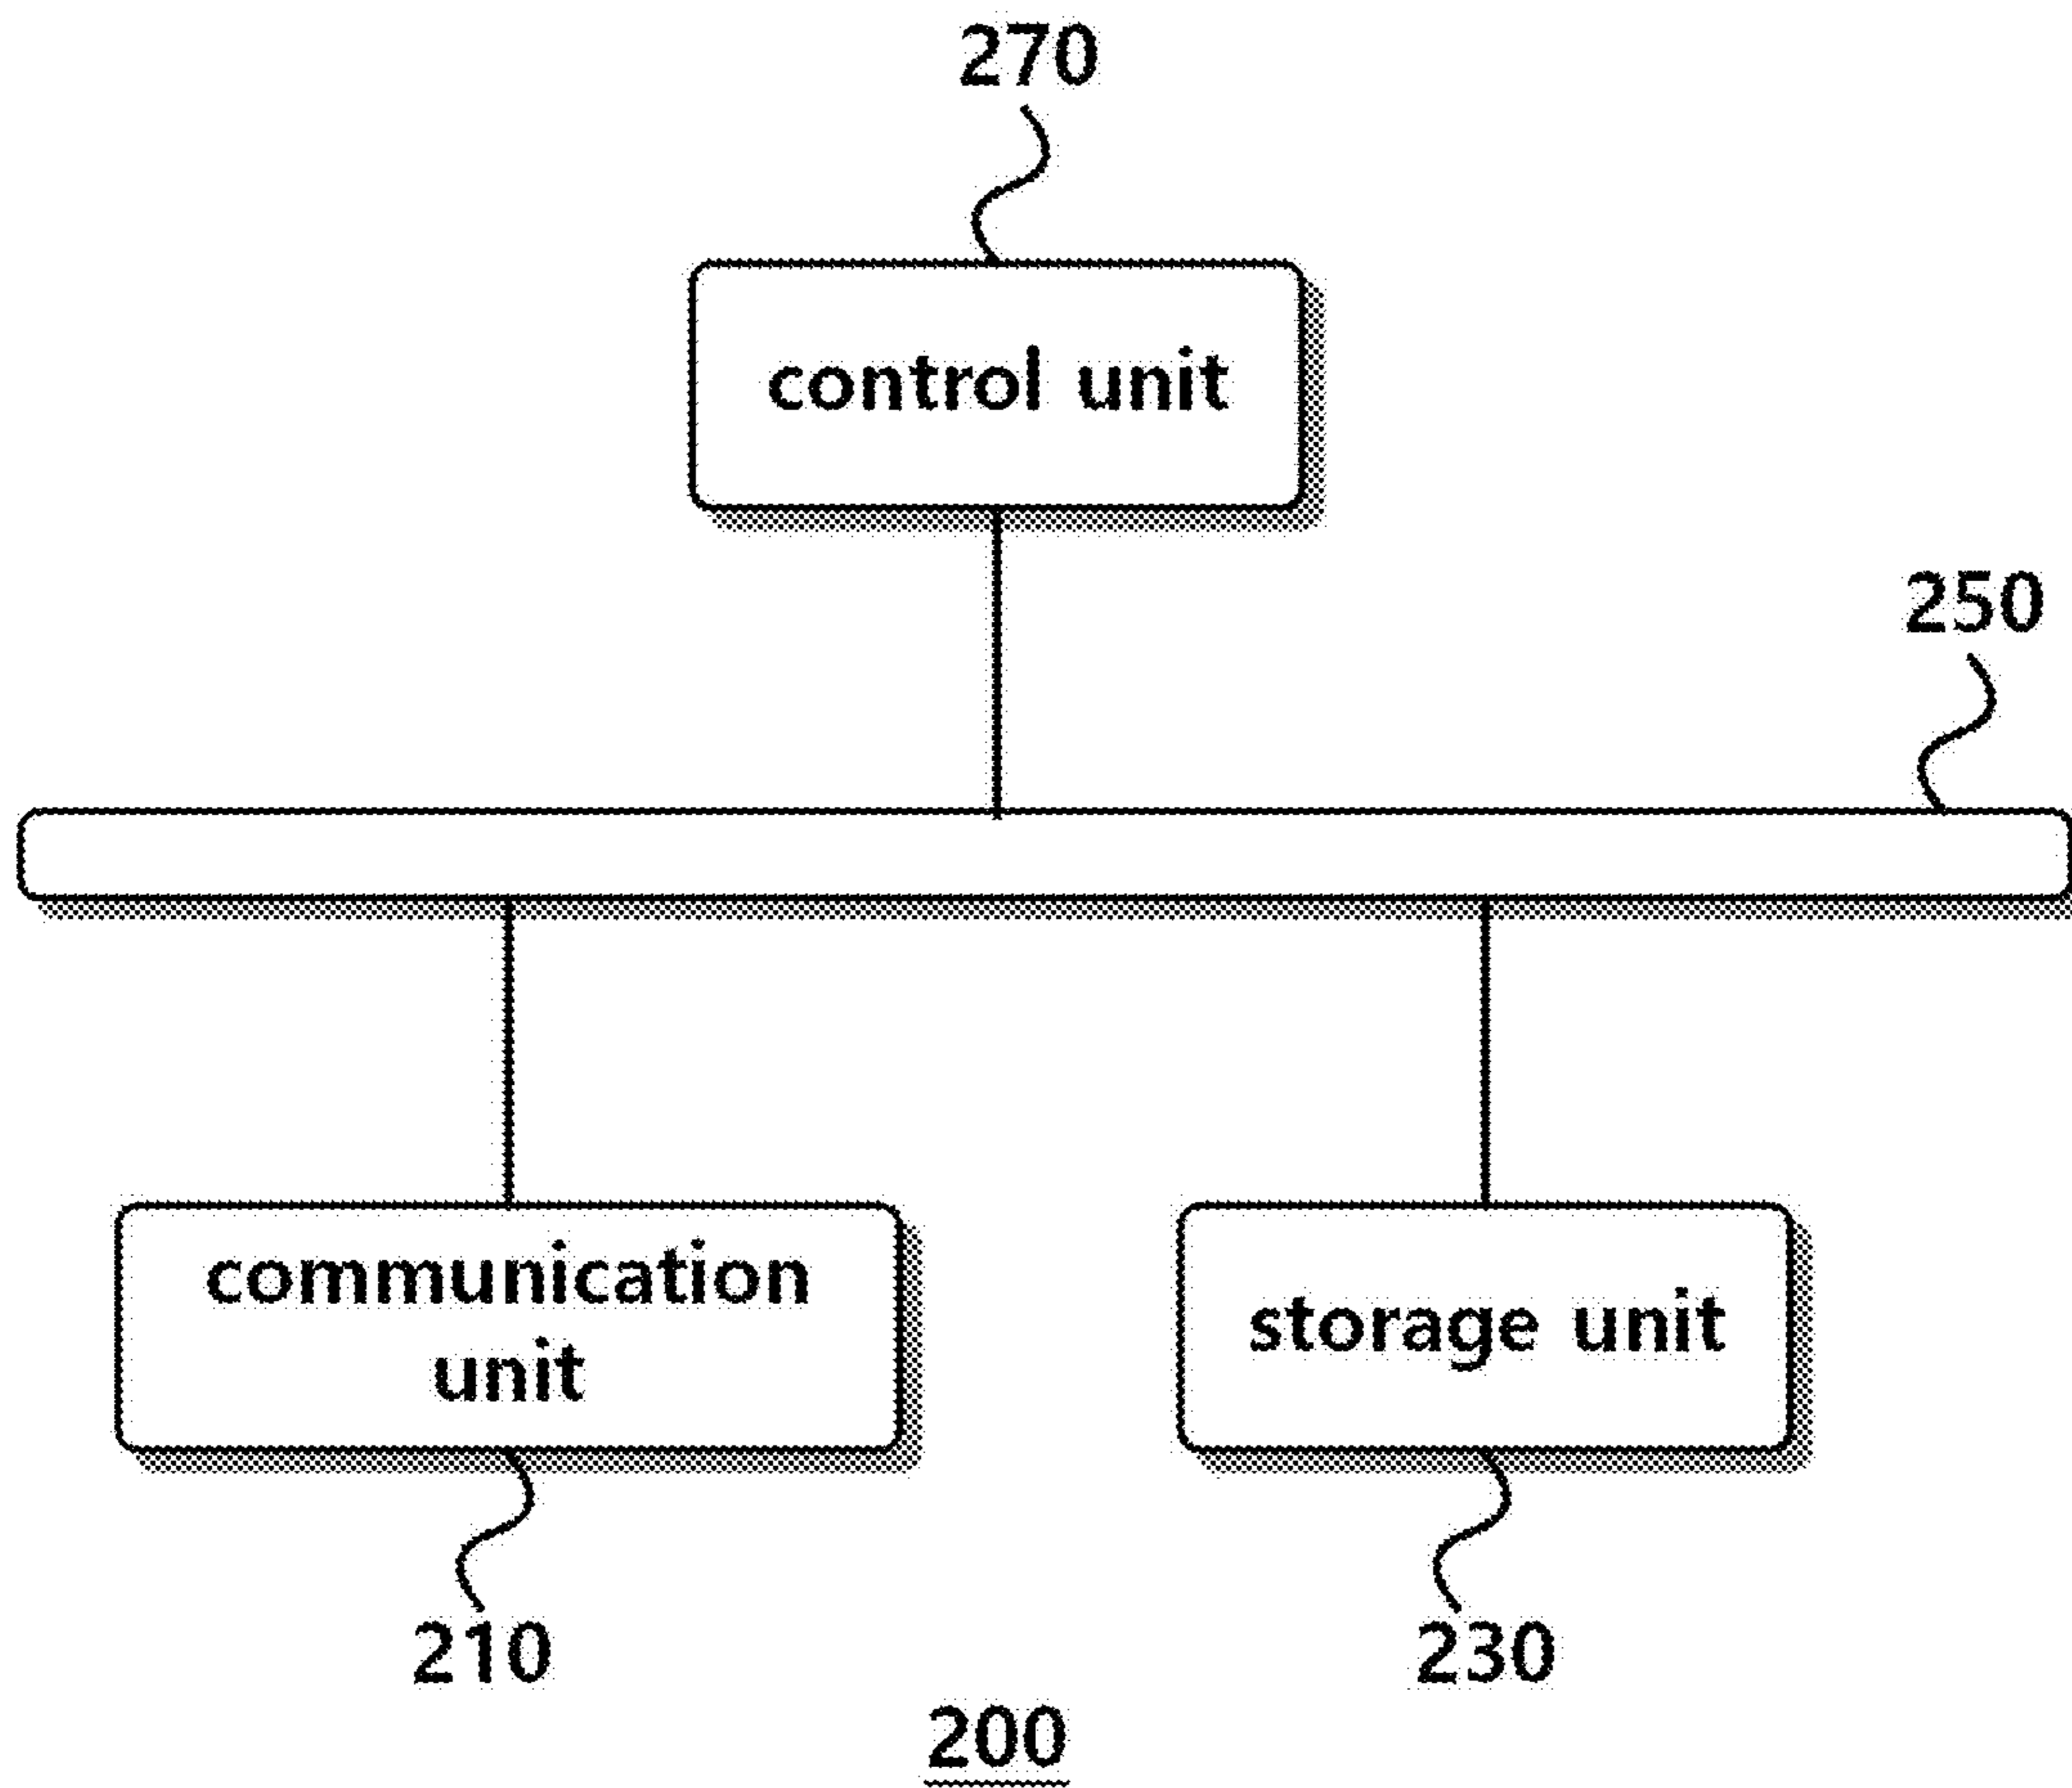 270
control unit
250
communication
unit
storage unit
210
230
200